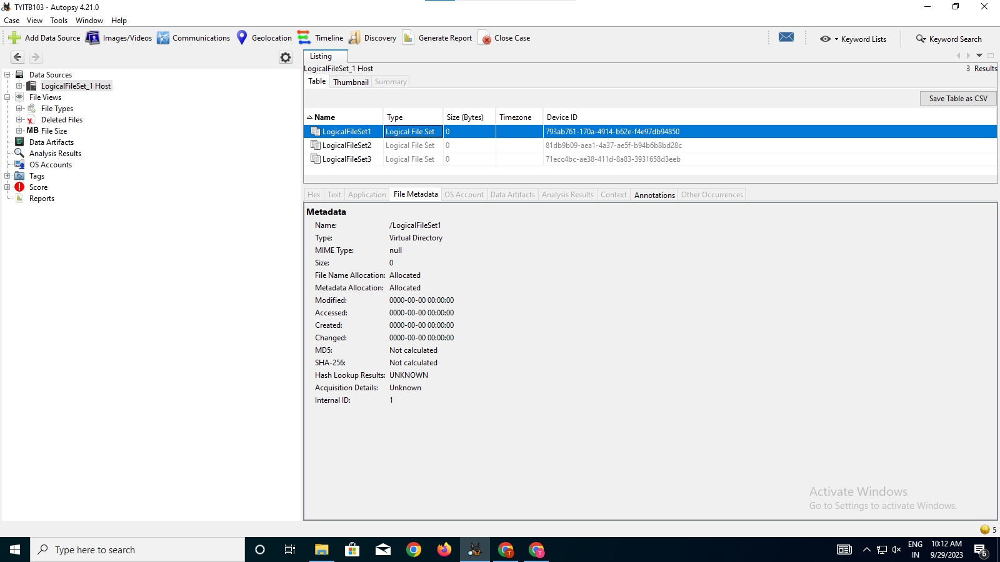 TYITB103 - Autopsy 4.21.0
Case View Tools Window Help
Add Data Source Images/Videos Communications Geolocation Timeline Discovery Generate Report Close Case Keyword Lists Keyword Search
Data Sources
LogicalFileSet_1 Host
File Views
File Types
Deleted Files
MB File Size
Data Artifacts
Analysis Results
OS Accounts
Tags
Score
Reports
Listing
LogicalFileSet_1 Host 3 Results
Table Thumbnail Summary
Save Table as CSV
Name Type Size (Bytes) Timezone Device ID
LogicalFileSet1 Logical File Set 0 793ab761-170a-4914-b62e-f4e97db94850
LogicalFileSet2 Logical File Set 0 81db9b09-aea1-4a37-ae5f-b94b6b8bd28c
LogicalFileSet3 Logical File Set 0 71ecc4bc-ae38-411d-8a83-3931658d3eeb
Hex Text Application File Metadata OS Account Data Artifacts Analysis Results Context Annotations Other Occurrences
Metadata
Name: /LogicalFileSet1
Type: Virtual Directory
MIME Type: null
Size: 0
File Name Allocation: Allocated
Metadata Allocation: Allocated
Modified: 0000-00-00 00:00:00
Accessed: 0000-00-00 00:00:00
Created: 0000-00-00 00:00:00
Changed: 0000-00-00 00:00:00
MD5: Not calculated
SHA-256: Not calculated
Hash Lookup Results: UNKNOWN
Acquisition Details: Unknown
Internal ID: 1
Activate Windows
Go to Settings to activate Windows.
5
Type here to search
T
T
ENG
IN
10:12 AM
9/29/2023
6